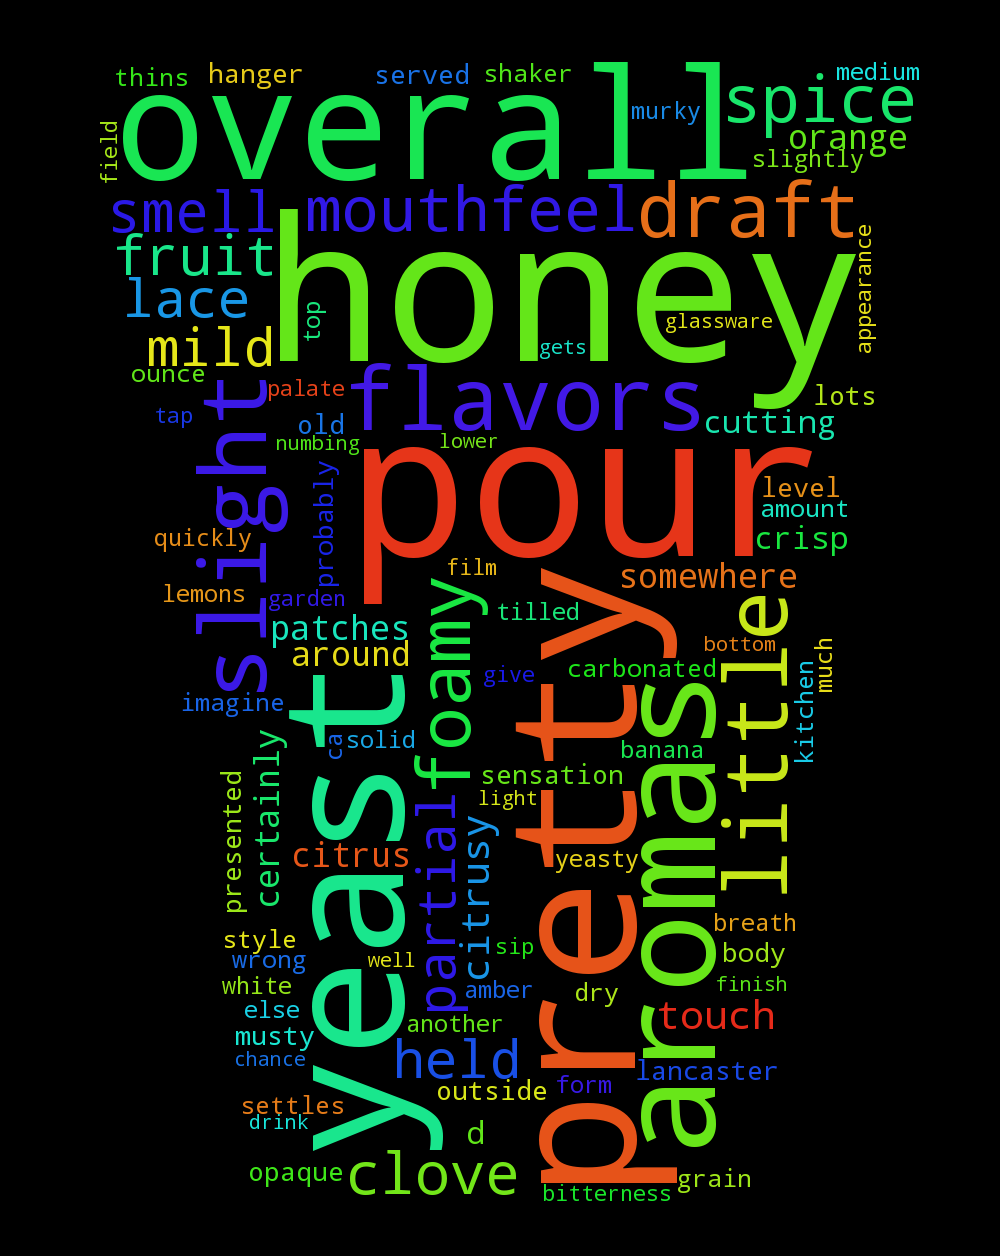 thins hanger served shaker medium
overall murky spice
field orange
slightly
smell mouthfeel draft
fruit honey appearance
lace top glassware
mild gets
ounce palate flavors lots
tap slight old cutting
numbing lower
pour level
probably amount
quickly crisp
film somewhere
lemons garden foamy tilled little
patches bottom
around give carbonated much
imagine kitchen
ca solid banana
yeast sensation pretty aromas
presented certainly partial light
citrus citrusy yeasty
style sip breath
wrong well body
white amber dry finish
else another touch
musty
chance held lancaster
outside form
settles
drink d
opaque clove grain
bitterness